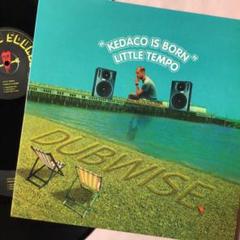 "KEDACO IS BORN"
LITTLE TEMPO
DUBWISE